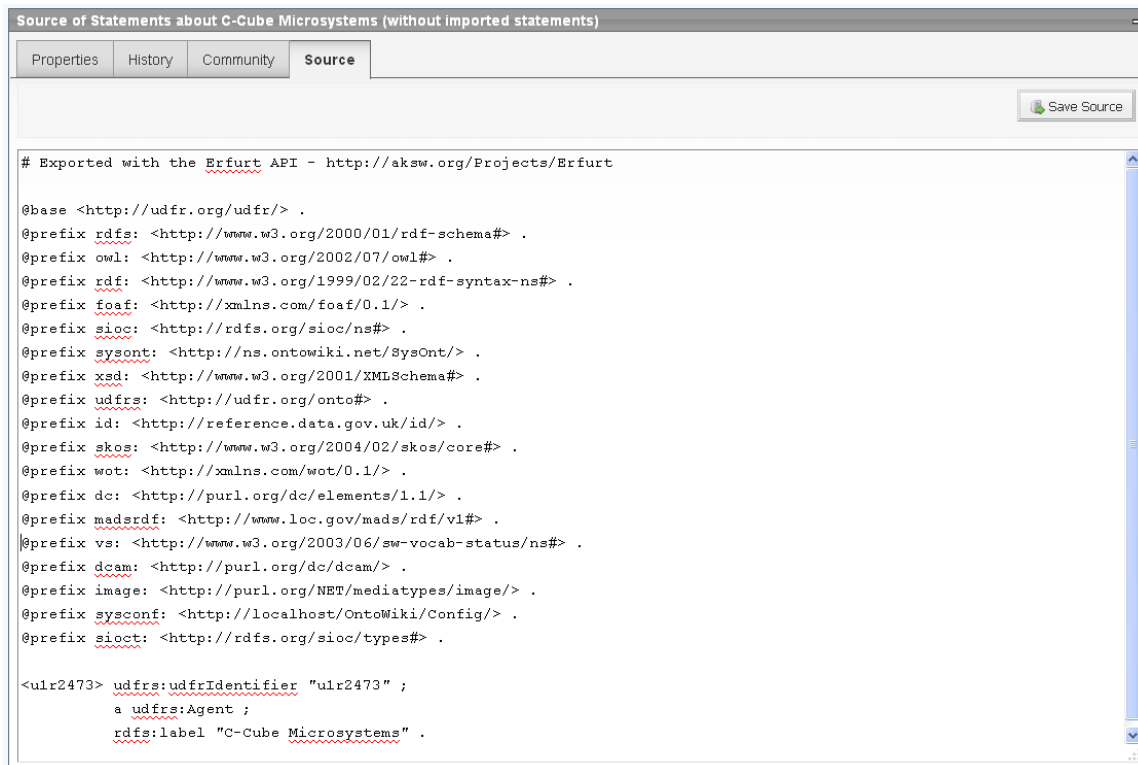 Source of Statements about C-Cube Microsystems (without imported statements)
Properties History Community Source
Save Source
# Exported with the Erfurt API - http://aksw.org/Projects/Erfurt
@base <http://udfr.org/udfr/> .
@prefix rdfs: <http://www.w3.org/2000/01/rdf-schema#> .
@prefix owl: <http://www.w3.org/2002/07/owl#> .
@prefix rdf: <http://www.w3.org/1999/02/22-rdf-syntax-ns#> .
@prefix foaf: <http://xmlns.com/foaf/0.1/> .
@prefix sioc: <http://rdfs.org/sioc/ns#> .
@prefix sysont: <http://ns.ontowiki.net/SysOnt/> .
@prefix xsd: <http://www.w3.org/2001/XMLSchema#> .
@prefix udfrs: <http://udfr.org/onto#> .
@prefix id: <http://reference.data.gov.uk/id/> .
@prefix skos: <http://www.w3.org/2004/02/skos/core#> .
@prefix wot: <http://xmlns.com/wot/0.1/> .
@prefix dc: <http://purl.org/dc/elements/1.1/> .
@prefix madsrdf: <http://www.loc.gov/mads/rdf/v1#> .
@prefix vs: <http://www.w3.org/2003/06/sw-vocab-status/ns#> .
@prefix dcam: <http://purl.org/dc/dcam/> .
@prefix image: <http://purl.org/NET/mediatypes/image/> .
@prefix sysconf: <http://localhost/OntoWiki/Config/> .
@prefix sioct: <http://rdfs.org/sioc/types#> .
<u1r2473> udfrs:udfrIdentifier "u1r2473" ;
a udfrs:Agent ;
rdfs:label "C-Cube Microsystems" .